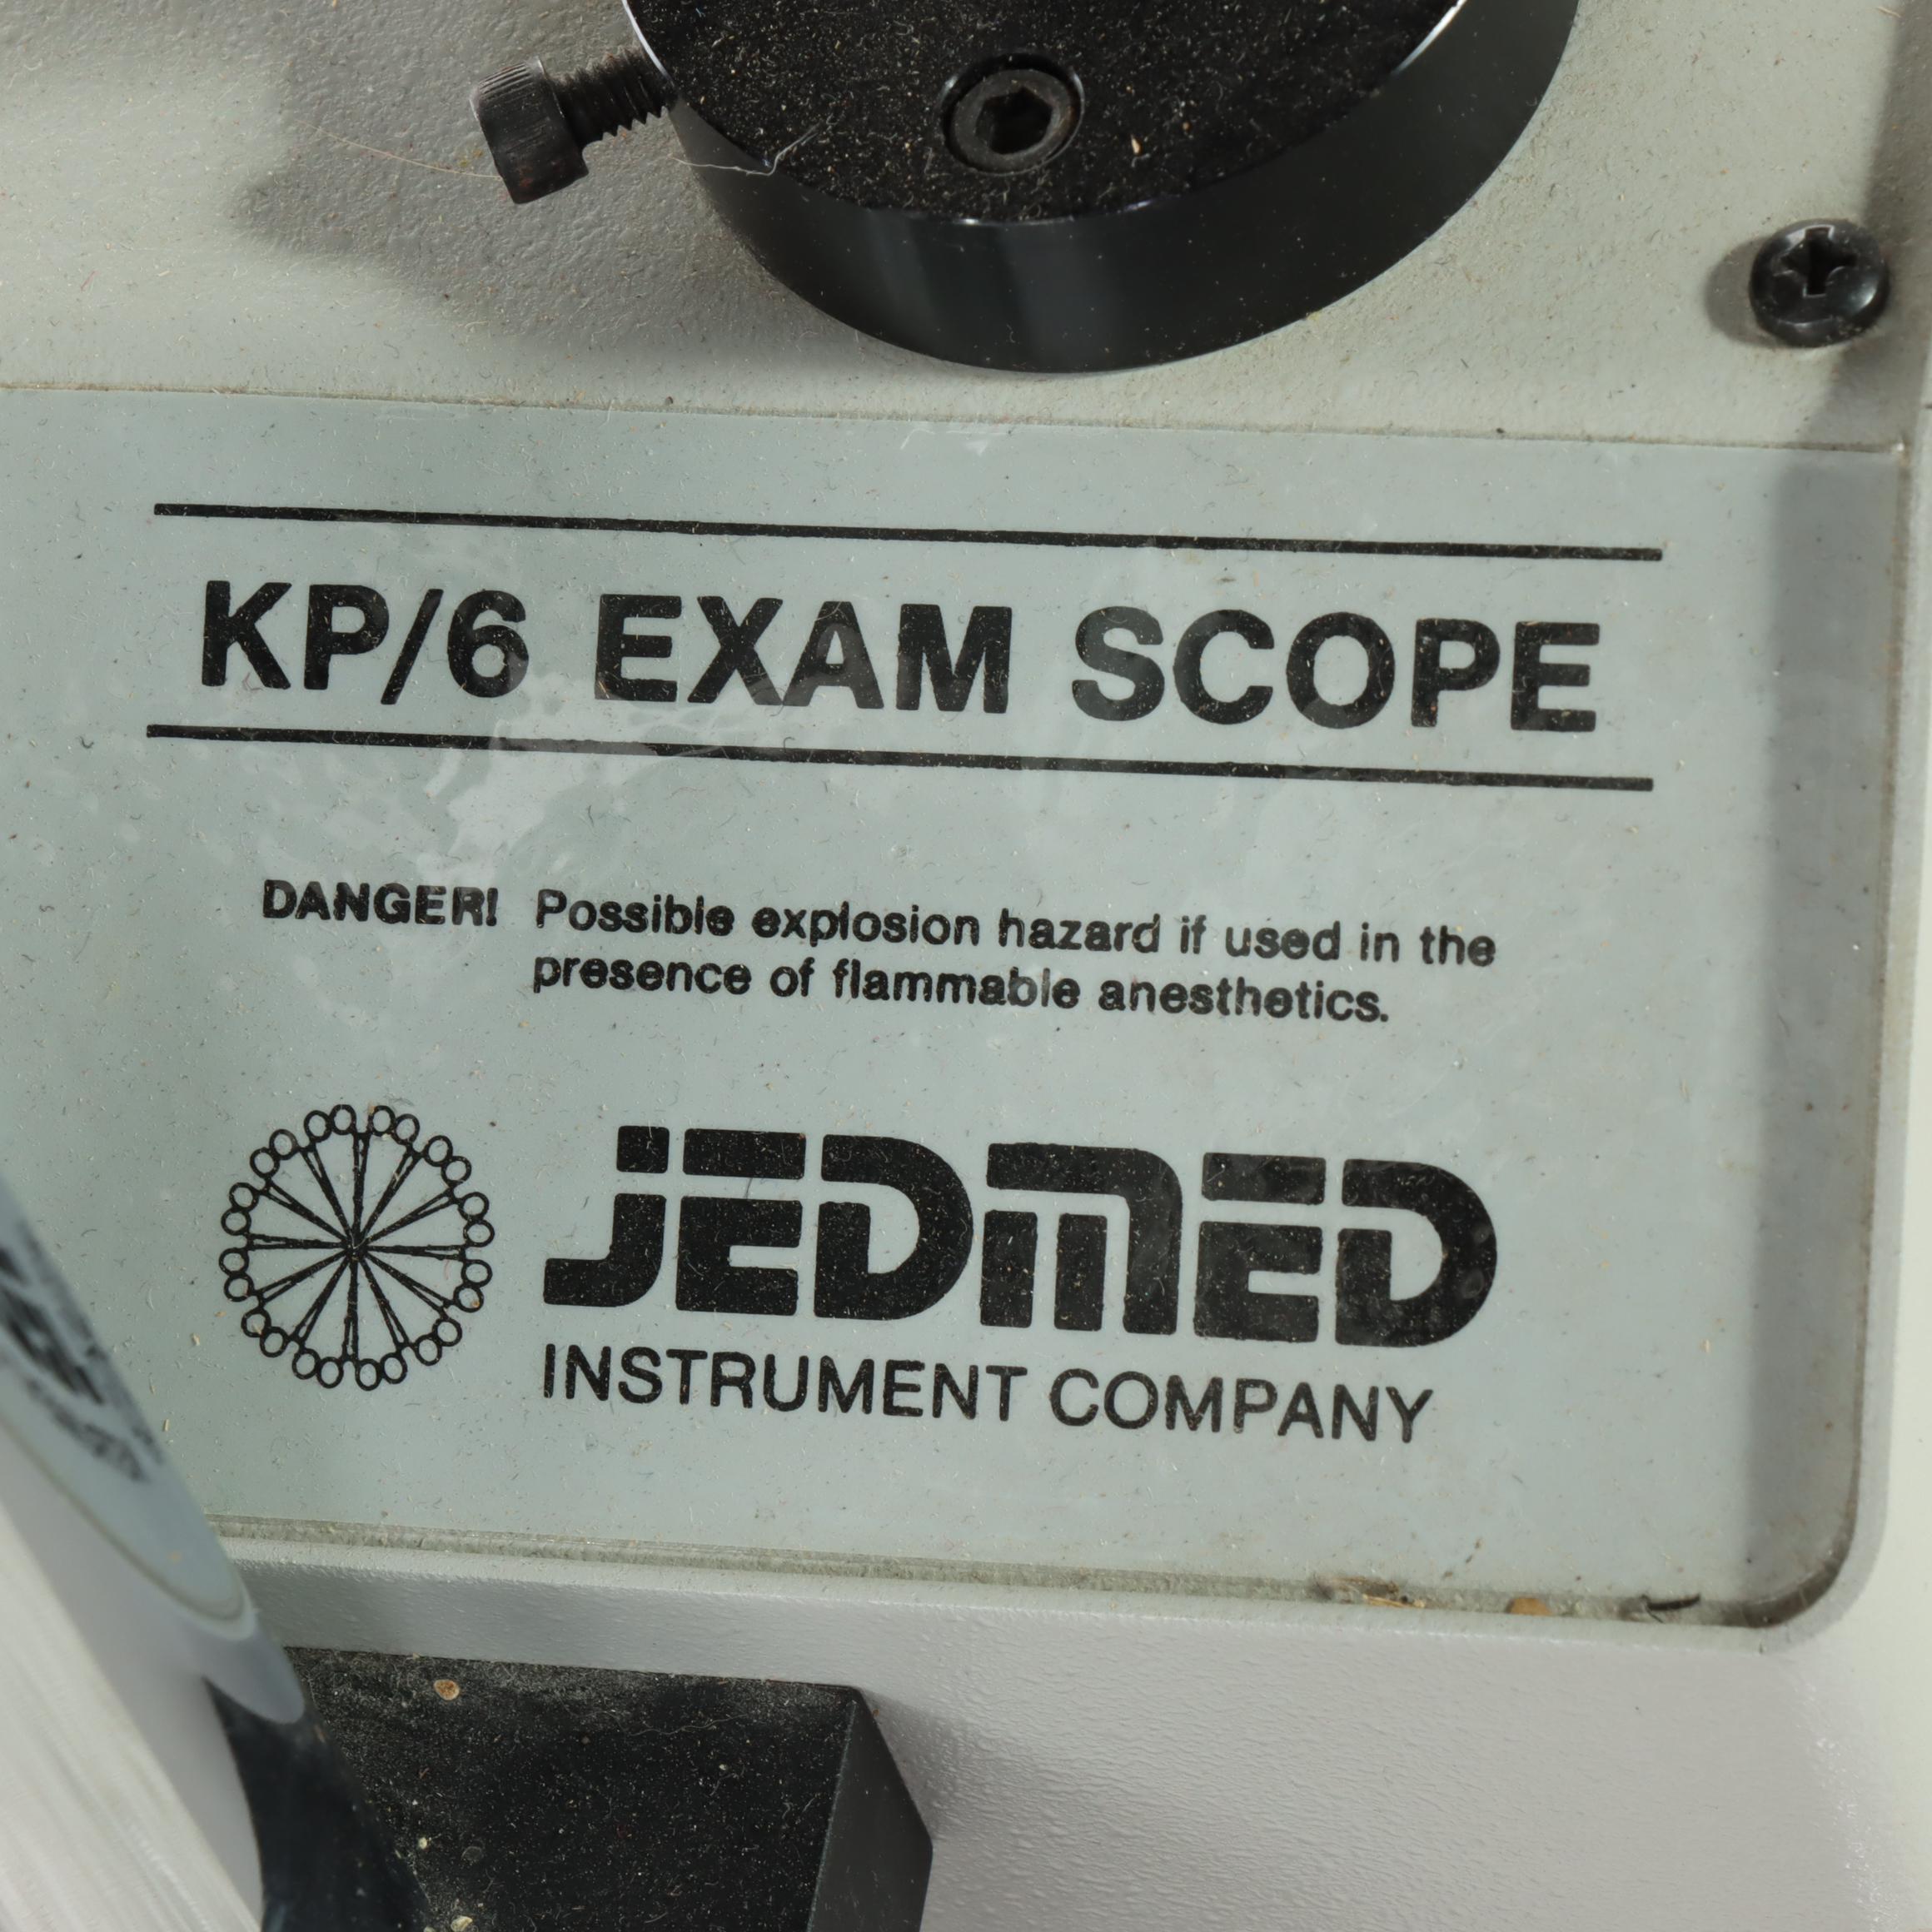 KP/6 EXAM SCOPE
DANGER! Possible explosion hazard if used in the
presence of flammable anesthetics.
JEDMED
INSTRUMENT COMPANY